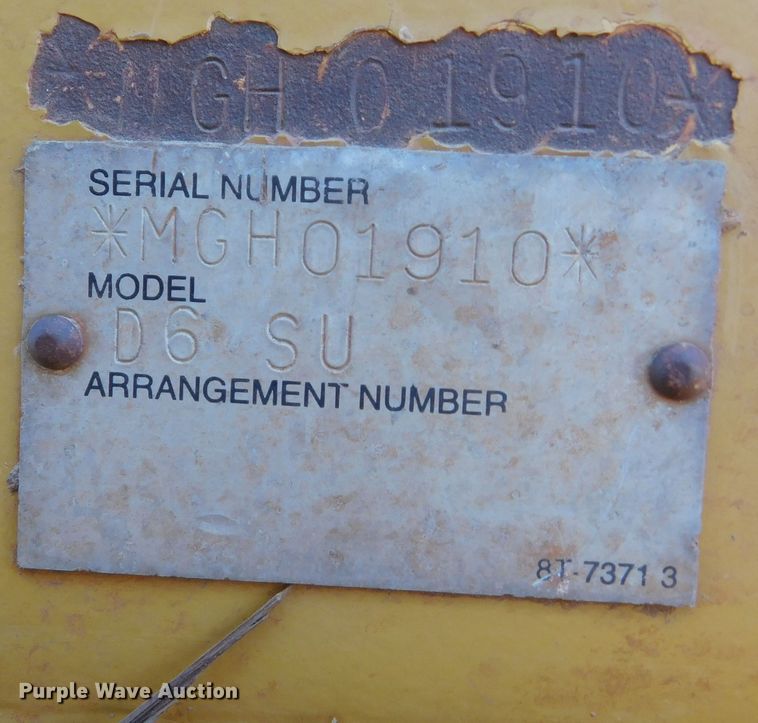 *MGH01910*
SERIAL NUMBER
*MGH01910*
MODEL
D6 SU
ARRANGEMENT NUMBER
8T-7371 3
Purple Wave Auction